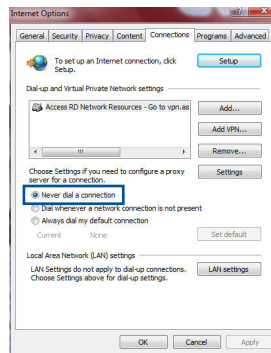 Internet Options
General Security Privacy Content Connections Programs Advanced
To set up an Internet connection, click Setup.
Setup
Dial-up and Virtual Private Network settings
Access RD Network Resources - Go to vpn.as
Add...
Add VPN...
Remove...
Choose Settings if you need to configure a proxy
server for a connection.
Settings
Never dial a connection
Dial whenever a network connection is not present
Always dial my default connection
Current None Set default
Local Area Network (LAN) settings
LAN Settings do not apply to dial-up connections.
Choose Settings above for dial-up settings.
LAN settings
OK Cancel Apply